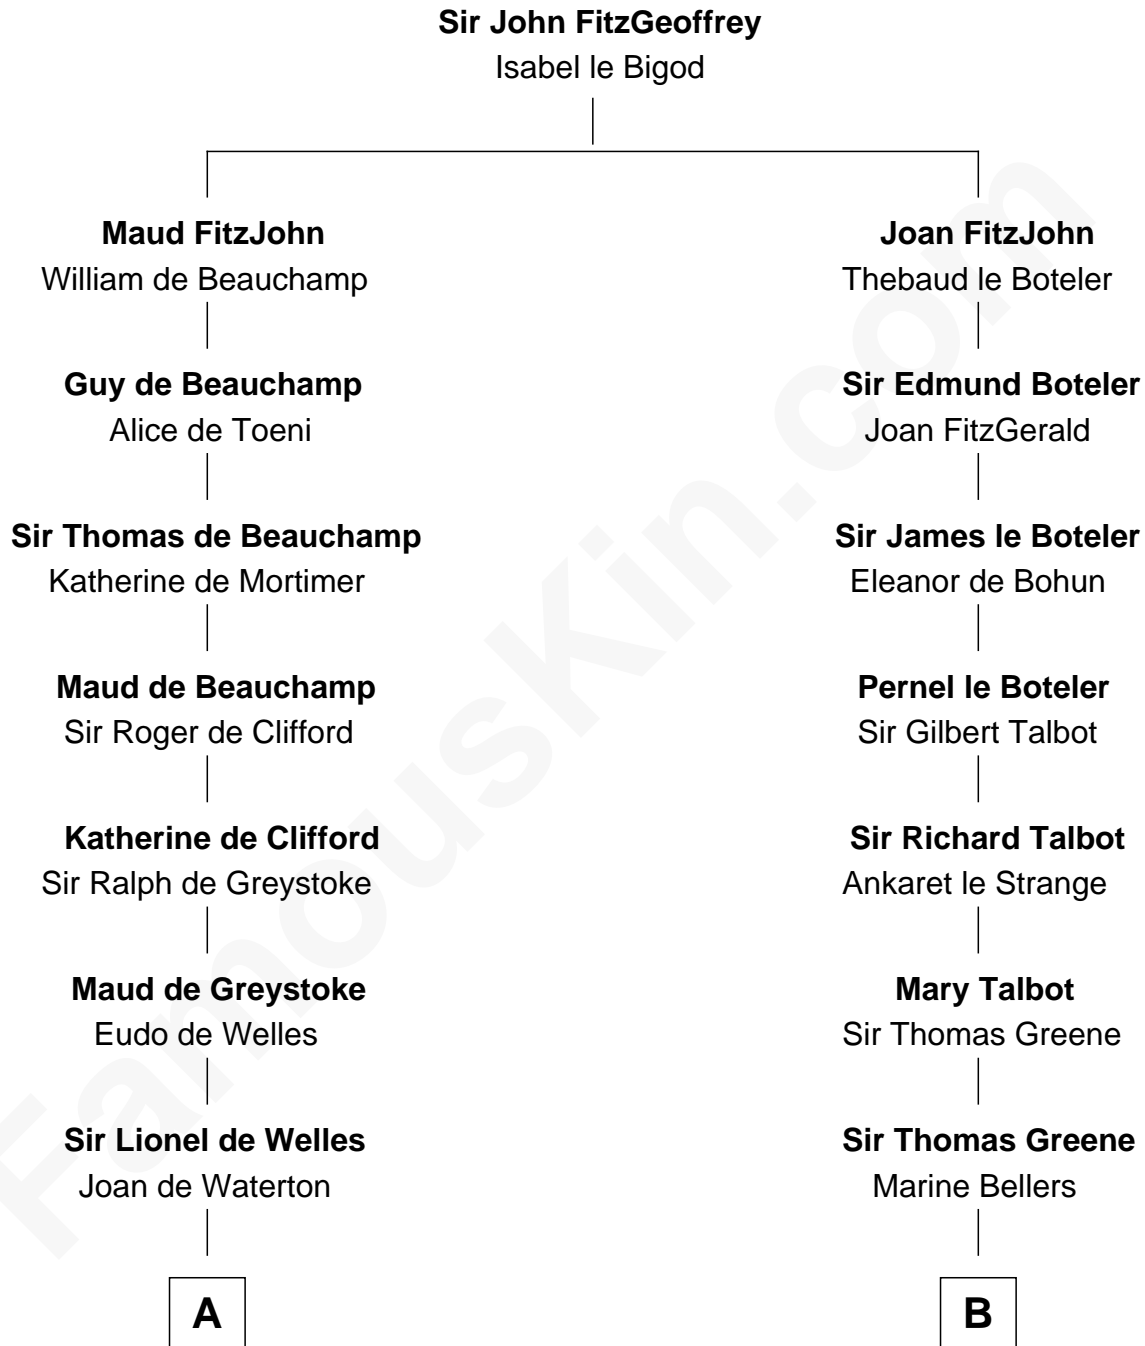 Sir John FitzGeoffrey
Isabel le Bigod
Maud FitzJohn
William de Beauchamp
Joan FitzJohn
Thebaud le Boteler
Guy de Beauchamp
Alice de Toeni
Sir Edmund Boteler
Joan FitzGerald
Sir Thomas de Beauchamp
Katherine de Mortimer
Sir James le Boteler
Eleanor de Bohun
Maud de Beauchamp
Sir Roger de Clifford
Pernel le Boteler
Sir Gilbert Talbot
Katherine de Clifford
Sir Ralph de Greystoke
Sir Richard Talbot
Ankaret le Strange
Maud de Greystoke
Eudo de Welles
Mary Talbot
Sir Thomas Greene
Sir Lionel de Welles
Joan de Waterton
Sir Thomas Greene
Marine Bellers
A
B
FamousKin.com